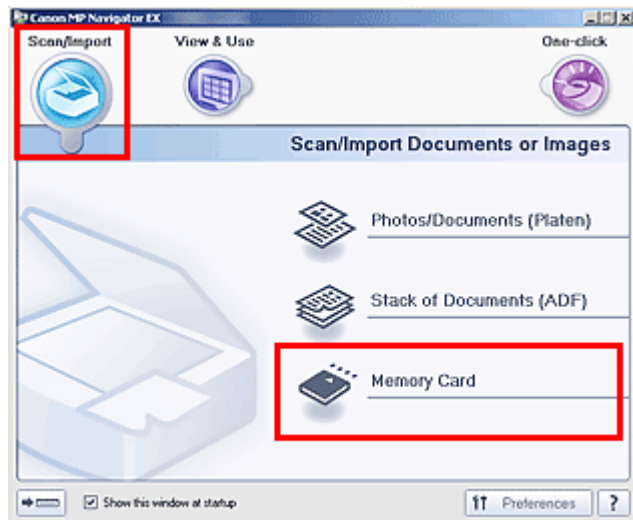 Canon MP Navigator EX
Scan/Import View & Use One-click
Scan/Import Documents or Images
Photos/Documents (Platen)
Stack of Documents (ADF)
Memory Card
Show this window at startup Preferences ?